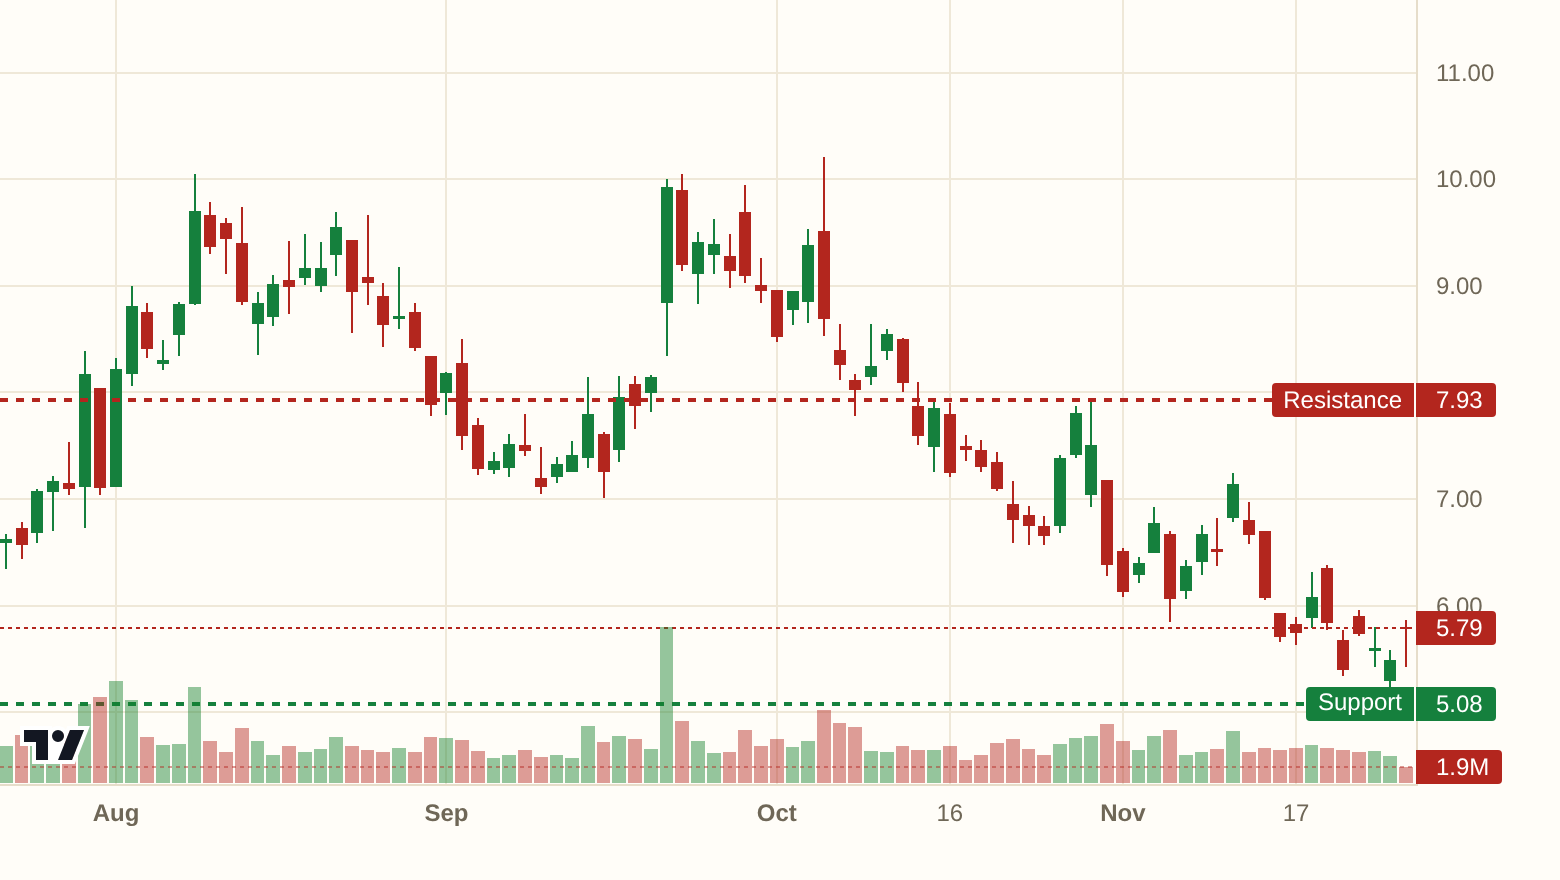 11.00
10.00
9.00
Resistance 7.93
7.00
6.00
5.79
Support 5.08
1.9M
Aug Sep Oct 16 Nov 17